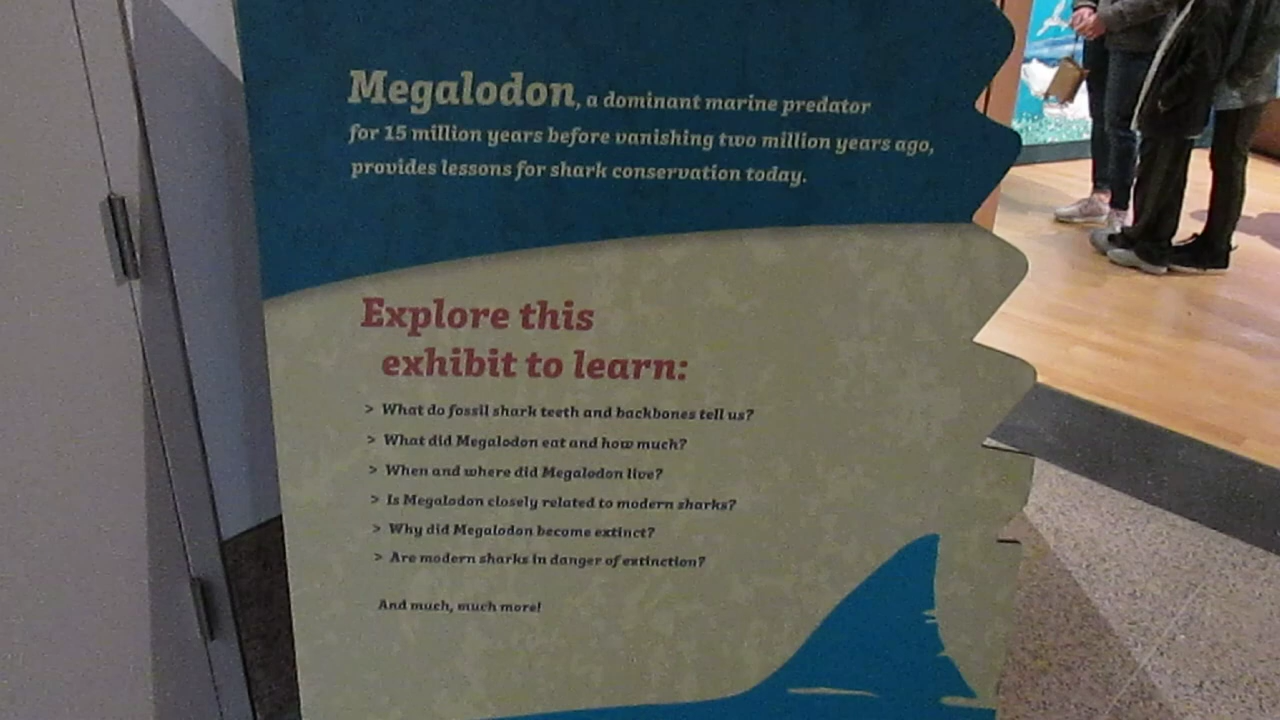 Megalodon, a dominant marine predator
for 15 million years before vanishing two million years ago,
provides lessons for shark conservation today.
Explore this
exhibit to learn:
> What do fossil shark teeth and backbones tell us?
> What did Megalodon eat and how much?
> When and where did Megalodon live?
> Is Megalodon closely related to modern sharks?
> Why did Megalodon become extinct?
> Are modern sharks in danger of extinction?
And much, much more!